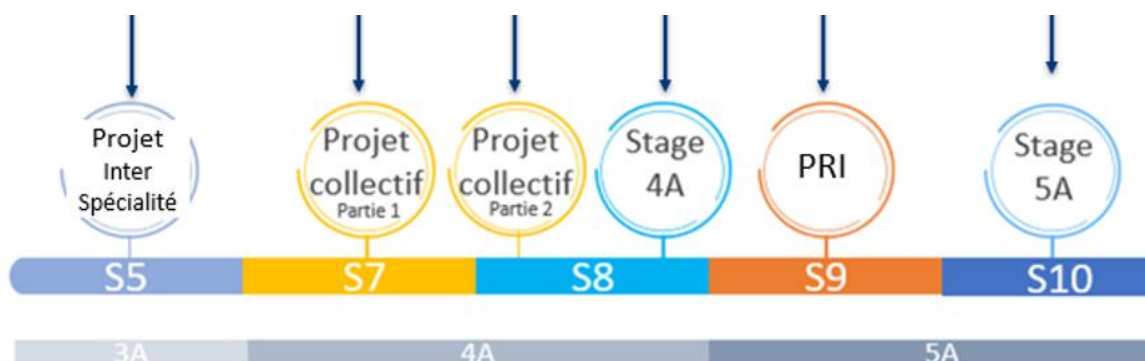 Projet
Inter
Spécialité
Projet
collectif
Partie 1
Projet
collectif
Partie 2
Stage
4A
PRI
Stage
5A
S5
S7
S8
S9
S10
3A
4A
5A